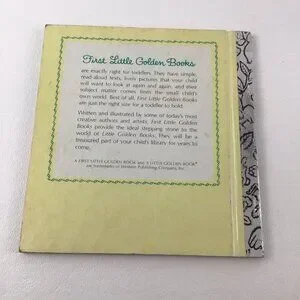 First Little Golden Books
are exactly right for toddlers. They have simple,
read-aloud texts, lively pictures that your child
will want to look at again and again, and their
subject matter comes from the small child's
own world. Best of all, First Little Golden Books
are just the right size for a toddler to hold.
Written and illustrated by some of today's most
creative authors and artists, First Little Golden
Books provide the ideal stepping stone to the
world of Little Golden Books. They will be a
treasured part of your child's library for years to
come.
A FIRST LITTLE GOLDEN BOOK and A LITTLE GOLDEN BOOK®
are trademarks of Western Publishing Company, Inc.